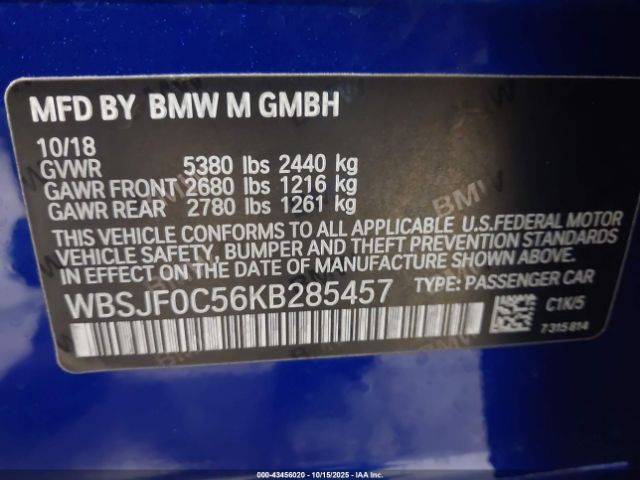 MFD BY BMW M GMBH
10/18
GVWR 5380 lbs 2440 kg
GAWR FRONT 2680 lbs 1216 kg
GAWR REAR 2780 lbs 1261 kg
THIS VEHICLE CONFORMS TO ALL APPLICABLE U.S.FEDERAL MOTOR
VEHICLE SAFETY, BUMPER AND THEFT PREVENTION STANDARDS
IN EFFECT ON THE DATE OF MANUFACTURE SHOWN ABOVE.
WBSJF0C56KB285457 TYPE: PASSENGER CAR
C1K/5
7315814
BMW
000-43456020 - 10/15/2025 - IAAI.COM